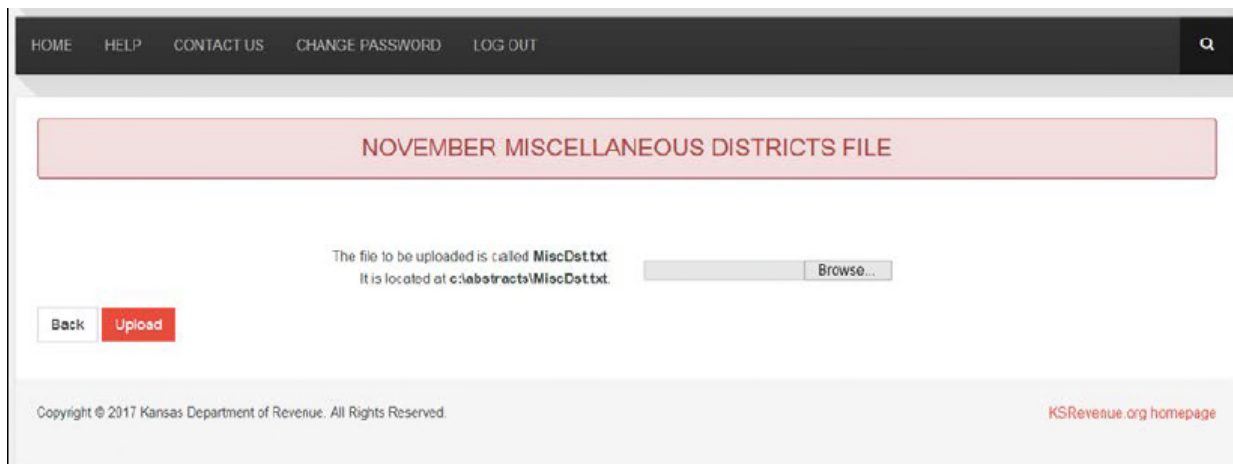 HOME HELP CONTACT US CHANGE PASSWORD LOG OUT
NOVEMBER MISCELLANEOUS DISTRICTS FILE
The file to be uploaded is called MiscDst.txt.
It is located at c:\abstracts\MiscDst.txt.
Browse...
Back Upload
Copyright © 2017 Kansas Department of Revenue. All Rights Reserved. KSRevenue.org homepage